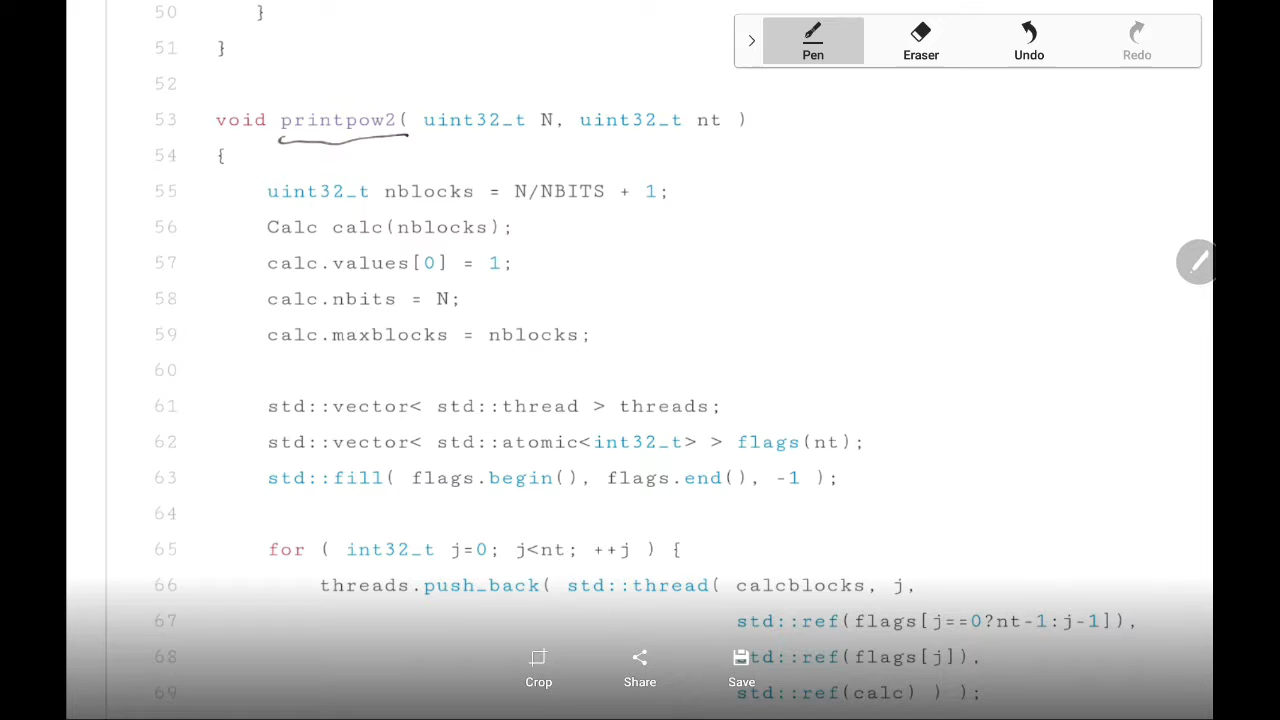 50 }
Pen Eraser Undo Redo
51 }
52
53 void printpow2( uint32_t N, uint32_t nt )
54 {
55 uint32_t nblocks = N/NBITS + 1;
56 Calc calc(nblocks);
57 calc.values[0] = 1;
58 calc.nbits = N;
59 calc.maxblocks = nblocks;
60
61 std::vector< std::thread > threads;
62 std::vector< std::atomic<int32_t> > flags(nt);
63 std::fill( flags.begin(), flags.end(), -1 );
64
65 for ( int32_t j=0; j<nt; ++j ) {
66 threads.push_back( std::thread( calcblocks, j,
67 std::ref(flags[j==0?nt-1:j-1]),
68 std::ref(flags[j]),
Crop Share Save
69 std::ref(calc) ) );